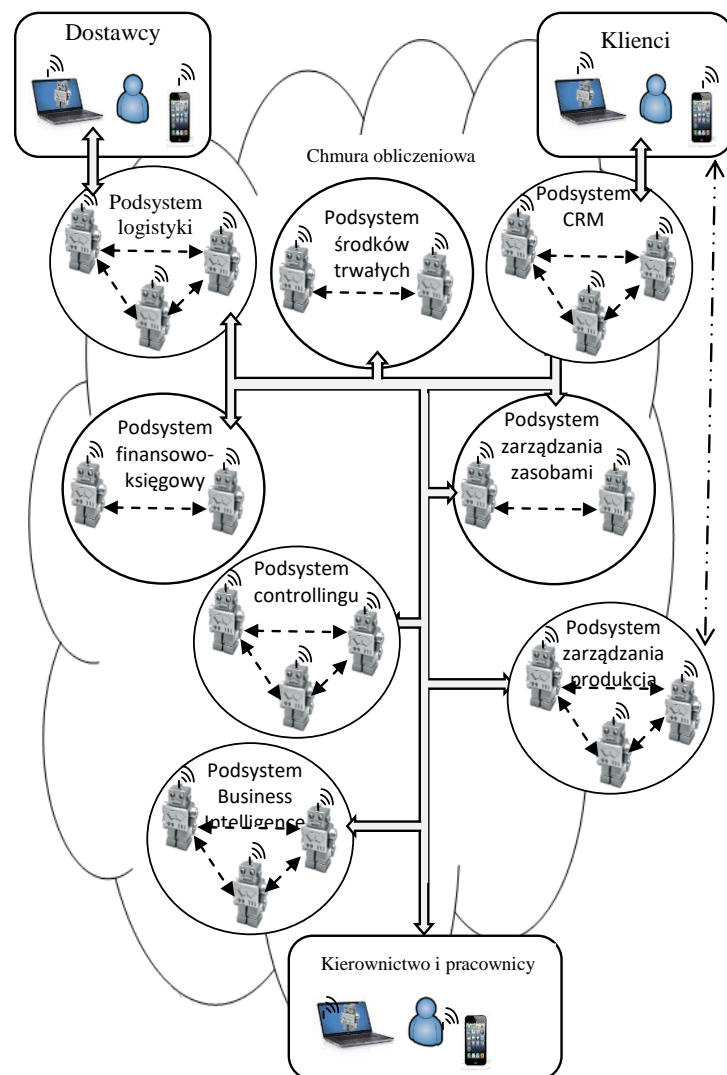 Dostawcy
Klienci
Chmura obliczeniowa
Podsystem
logistyki
Podsystem
środków
trwałych
Podsystem
CRM
Podsystem
finansowo-
księgowy
Podsystem
zarządzania
zasobami
Podsystem
controllingu
Podsystem
zarządzania
produkcją
Podsystem
Business
Intelligence
Kierownictwo i pracownicy